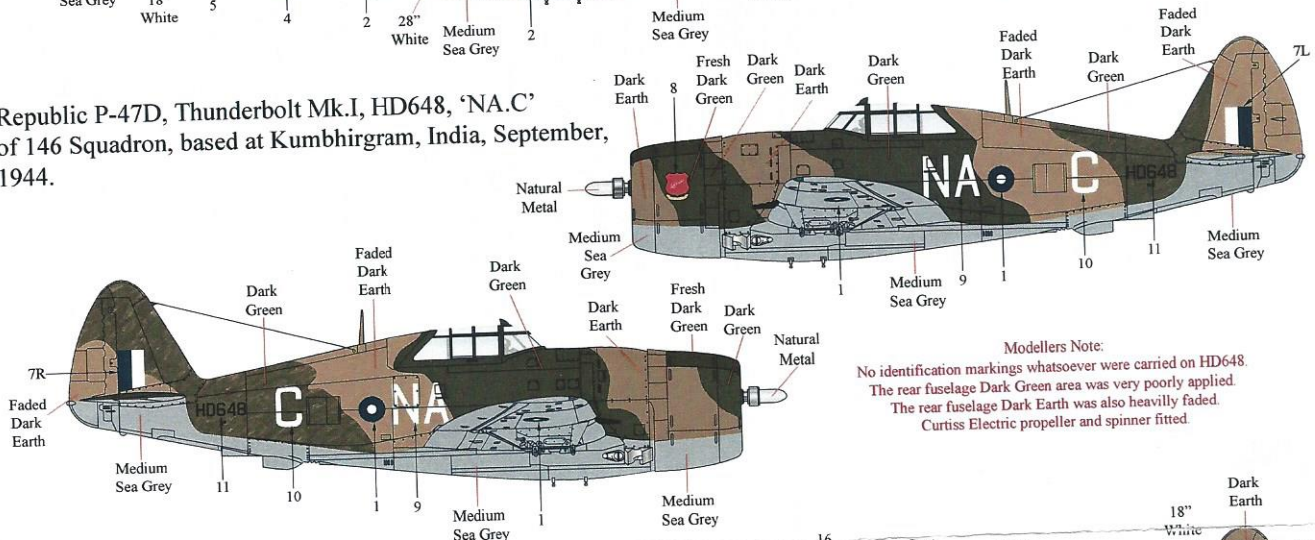 Sea Grey
18"
White
5
4
2
28"
White
Medium
Sea Grey
2
Medium
Sea Grey
Republic P-47D, Thunderbolt Mk.I, HD648, ‘NA.C’
of 146 Squadron, based at Kumbhirgram, India, September,
1944.
Dark
Earth
8
Fresh
Dark
Green
Dark
Green
Dark
Earth
Dark
Green
Faded
Dark
Earth
Dark
Green
Faded
Dark
Earth
7L
Natural
Metal
Medium
Sea
Grey
NA
C
HD648
1
Medium
Sea Grey
9
1
10
11
Medium
Sea Grey
Dark
Green
Faded
Dark
Earth
Dark
Green
Dark
Earth
Fresh
Dark
Green
Dark
Green
Natural
Metal
7R
Faded
Dark
Earth
HD648
C
NA
Medium
Sea Grey
11
10
1
9
Medium
Sea Grey
1
Medium
Sea Grey
Modellers Note:
No identification markings whatsoever were carried on HD648.
The rear fuselage Dark Green area was very poorly applied.
The rear fuselage Dark Earth was also heavilly faded.
Curtiss Electric propeller and spinner fitted.
16
18"
White
Dark
Earth